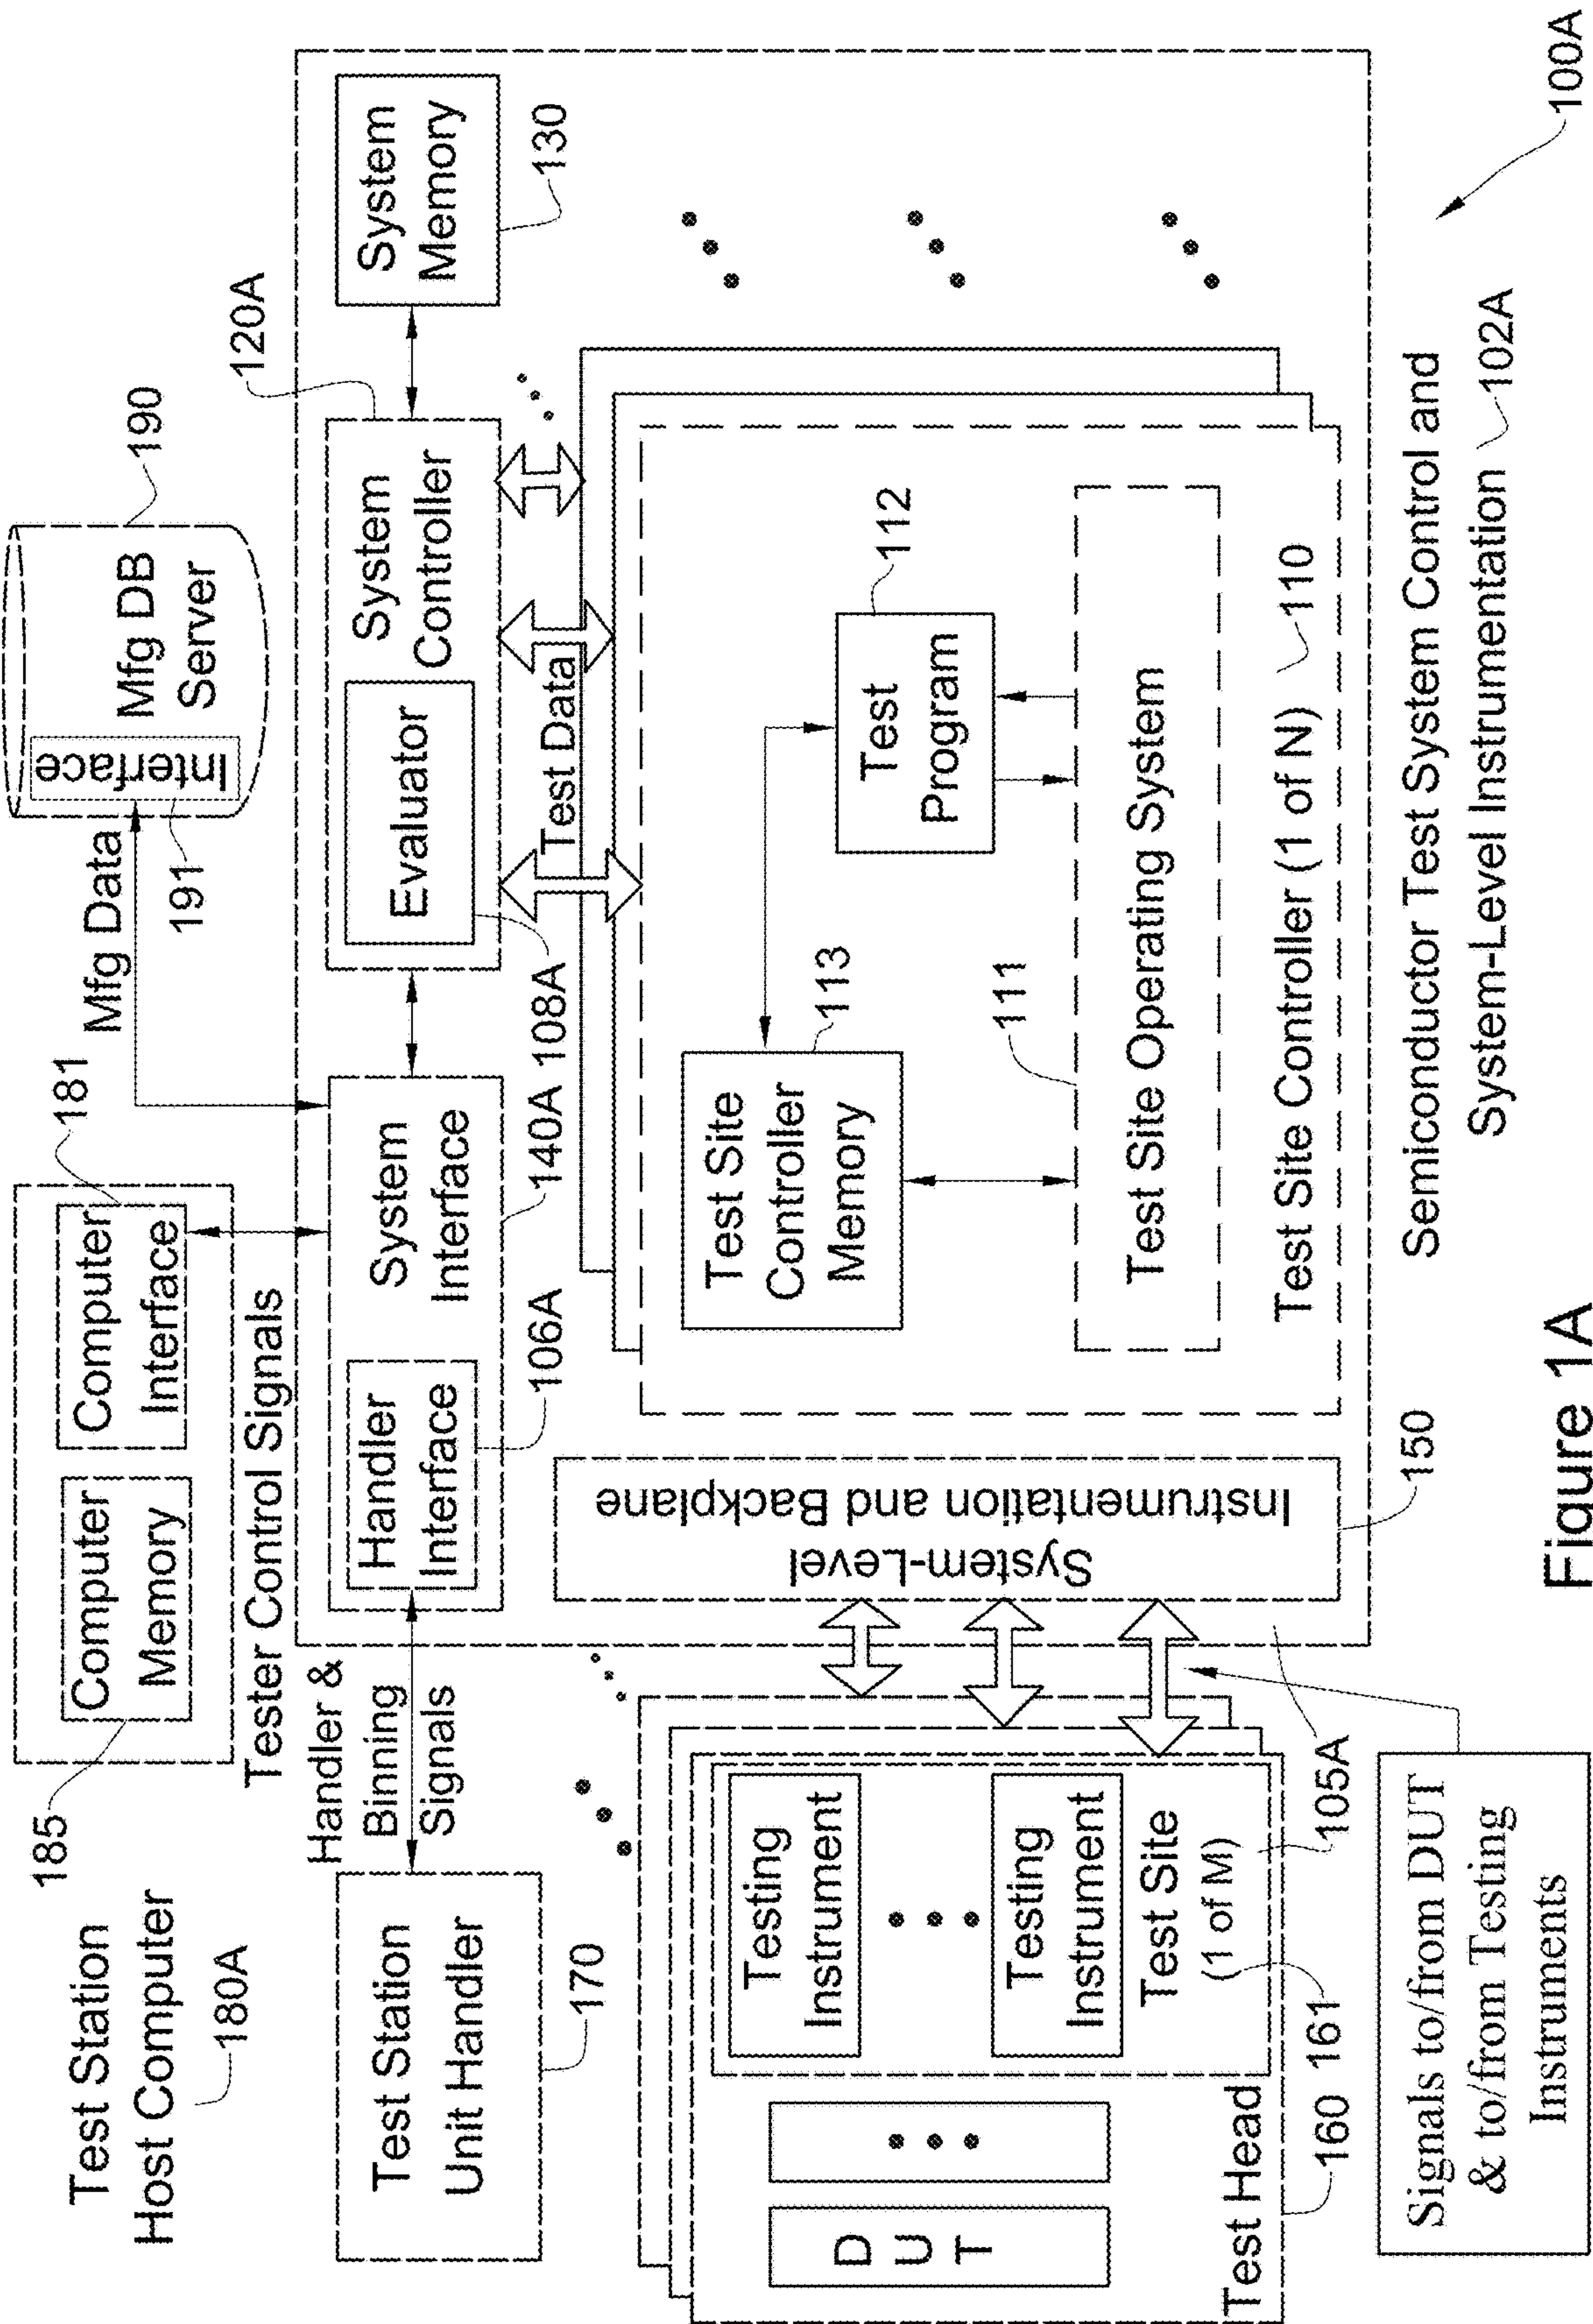 Test Station
Host Computer
180A
185
Computer
Memory
Computer
Interface
181
Mfg Data
191
Interface
Mfg DB
Server
190
Tester Control Signals
Handler &
Binning
Signals
Test Station
Unit Handler
170
Handler
Interface
106A
System
Interface
140A
Evaluator
108A
System
Controller
120A
System
Memory
130
Test Data
Test Site
Controller
Memory
113
Test
Program
112
111
Test Site Operating System
Test Site Controller (1 of N)
110
System-Level
Instrumentation and Backplane
150
Testing
Instrument
Testing
Instrument
Test Site
(1 of M)
161
D
U
T
Test Head
160
105A
Signals to/from DUT
& to/from Testing
Instruments
Semiconductor Test System Control and
System-Level Instrumentation
102A
100A
Figure 1A